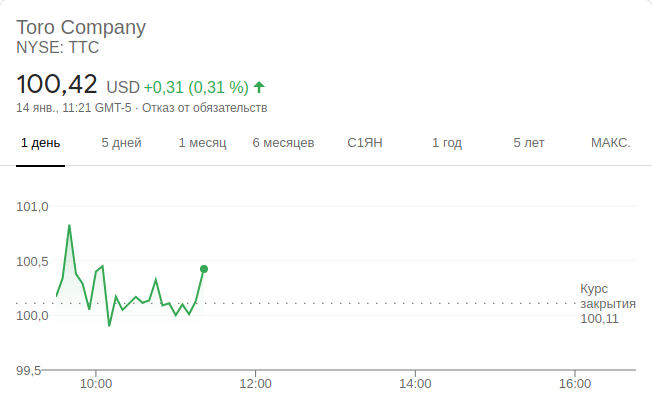 Toro Company
NYSE: TTC
100,42 USD +0,31 (0,31 %)
14 янв., 11:21 GMT-5 · Отказ от обязательств
1 день 5 дней 1 месяц 6 месяцев С1ЯН 1 год 5 лет МАКС.
101,0
100,5
Курс
закрытия
100,11
100,0
99,5
10:00 12:00 14:00 16:00